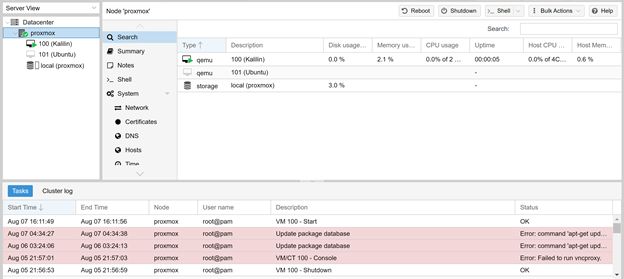 Server View
Node 'proxmox'
Reboot
Shutdown
Shell
Bulk Actions
Help
Datacenter
proxmox
100 (Kalilin)
101 (Ubuntu)
local (proxmox)
Search
Summary
Notes
Shell
System
Network
Certificates
DNS
Hosts
Time
Search:
Type Description Disk usage... Memory us... CPU usage Uptime Host CPU ... Host Mem...
qemu 100 (Kalilin) 0.0 % 2.1 % 0.0% of 2 ... 00:00:05 0.0% of 4C... 0.6 %
qemu 101 (Ubuntu) -
storage local (proxmox) 3.0 % -
Tasks Cluster log
Start Time End Time Node User name Description Status
Aug 07 16:11:49 Aug 07 16:11:56 proxmox root@pam VM 100 - Start OK
Aug 07 04:34:27 Aug 07 04:34:38 proxmox root@pam Update package database Error: command 'apt-get upd...
Aug 06 03:24:06 Aug 06 03:24:13 proxmox root@pam Update package database Error: command 'apt-get upd...
Aug 05 21:57:01 Aug 05 21:57:03 proxmox root@pam VM/CT 100 - Console Error: Failed to run vncproxy.
Aug 05 21:56:53 Aug 05 21:56:59 proxmox root@pam VM 100 - Shutdown OK